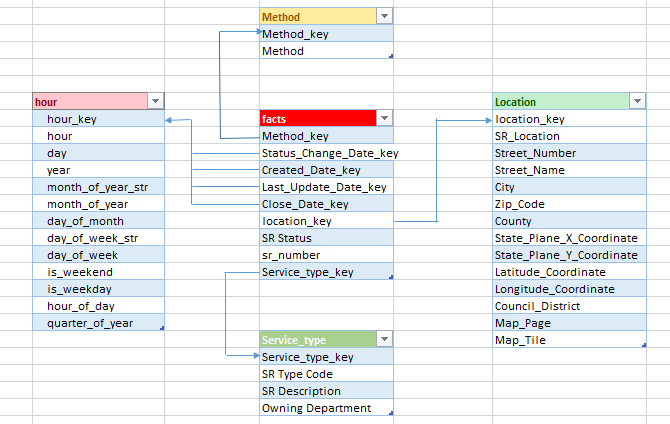 Method
Method_key
Method
hour
hour_key
hour
day
year
month_of_year_str
month_of_year
day_of_month
day_of_week_str
day_of_week
is_weekend
is_weekday
hour_of_day
quarter_of_year
facts
Method_key
Status_Change_Date_key
Created_Date_key
Last_Update_Date_key
Close_Date_key
location_key
SR Status
sr_number
Service_type_key
Location
location_key
SR_Location
Street_Number
Street_Name
City
Zip_Code
County
State_Plane_X_Coordinate
State_Plane_Y_Coordinate
Latitude_Coordinate
Longitude_Coordinate
Council_District
Map_Page
Map_Tile
Service_type
Service_type_key
SR Type Code
SR Description
Owning Department